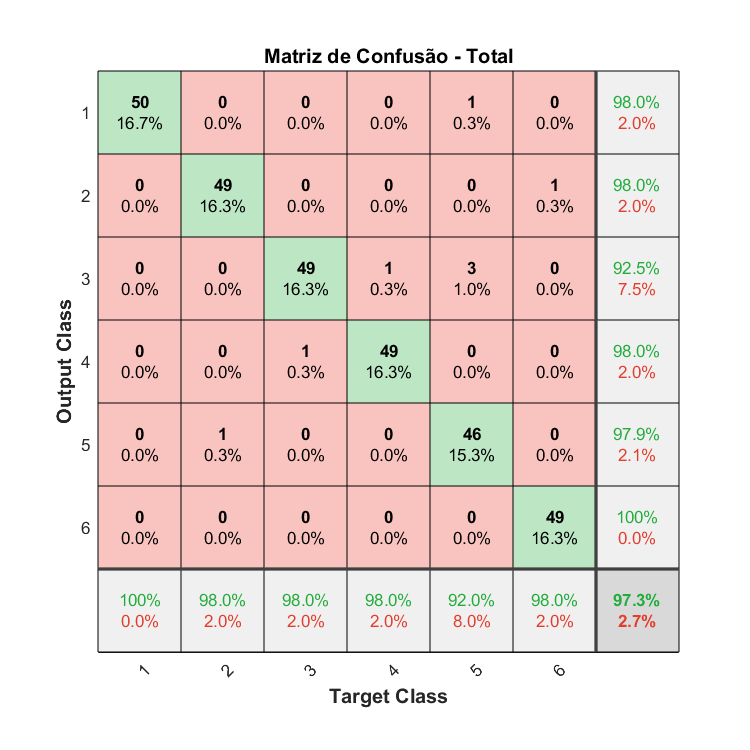 Matriz de Confusão - Total
1 50 0 0 0 1 0 98.0%
16.7% 0.0% 0.0% 0.0% 0.3% 0.0% 2.0%
2 0 49 0 0 0 1 98.0%
0.0% 16.3% 0.0% 0.0% 0.0% 0.3% 2.0%
3 0 0 49 1 3 0 92.5%
0.0% 0.0% 16.3% 0.3% 1.0% 0.0% 7.5%
4 0 0 1 49 0 0 98.0%
0.0% 0.0% 0.3% 16.3% 0.0% 0.0% 2.0%
5 0 1 0 0 46 0 97.9%
0.0% 0.3% 0.0% 0.0% 15.3% 0.0% 2.1%
6 0 0 0 0 0 49 100%
0.0% 0.0% 0.0% 0.0% 0.0% 16.3% 0.0%
100% 98.0% 98.0% 98.0% 92.0% 98.0% 97.3%
0.0% 2.0% 2.0% 2.0% 8.0% 2.0% 2.7%
1 2 3 4 5 6
Target Class
Output Class